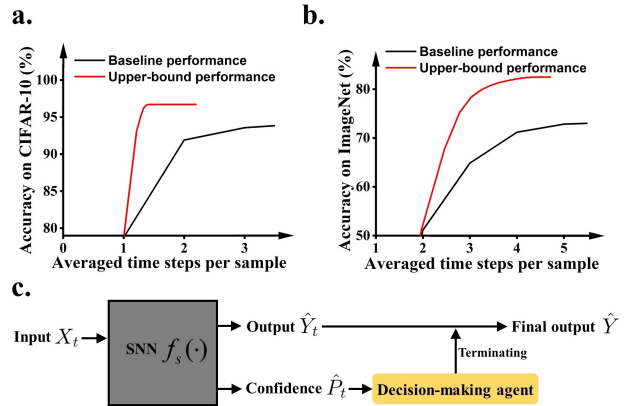 a.
Accuracy on CIFAR-10 (%)
100
95
90
85
80
0 1 2 3
Baseline performance
Upper-bound performance
Averaged time steps per sample
b.
Accuracy on ImageNet (%)
80
70
60
50
1 2 3 4 5
Baseline performance
Upper-bound performance
Averaged time steps per sample
c.
Input X_t
SNN f_s(·)
Output Ŷ_t
Final output Ŷ
Terminating
Confidence P̂_t
Decision-making agent